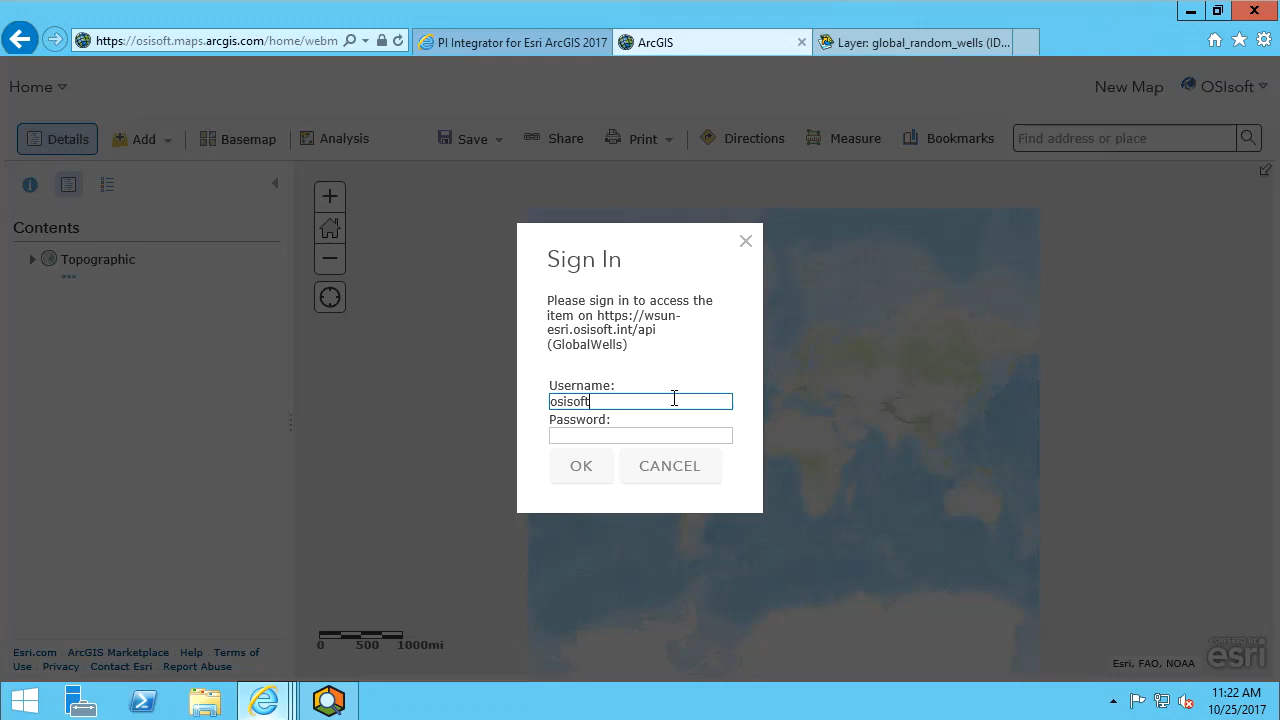 https://osisoft.maps.arcgis.com/home/webm
PI Integrator for Esri ArcGIS 2017
ArcGIS
Layer: global_random_wells (ID...
Home
New Map
OSIsoft
Details
Add
Basemap
Analysis
Save
Share
Print
Directions
Measure
Bookmarks
Find address or place
Contents
Topographic
Sign In
Please sign in to access the
item on https://wsun-
esri.osisoft.int/api
(GlobalWells)
Username:
osisoft
Password:
OK
CANCEL
0 500 1000mi
Esri.com . ArcGIS Marketplace . Help . Terms of
Use . Privacy . Contact Esri . Report Abuse
Esri, FAO, NOAA
POWERED BY
esri
11:22 AM
10/25/2017